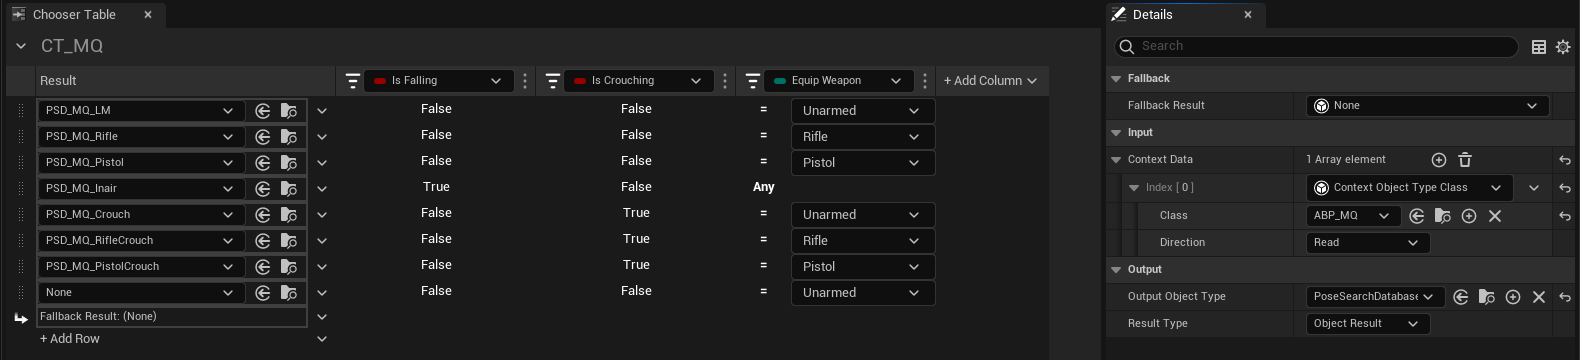 Chooser Table
CT_MQ
Result Is Falling Is Crouching Equip Weapon + Add Column
PSD_MQ_LM False False = Unarmed
PSD_MQ_Rifle False False = Rifle
PSD_MQ_Pistol False False = Pistol
PSD_MQ_Inair True False Any
PSD_MQ_Crouch False True = Unarmed
PSD_MQ_RifleCrouch False True = Rifle
PSD_MQ_PistolCrouch False True = Pistol
None False False = Unarmed
Fallback Result: (None)
+ Add Row
Details
Search
Fallback
Fallback Result None
Input
Context Data 1 Array element
Index [ 0 ] Context Object Type Class
Class ABP_MQ
Direction Read
Output
Output Object Type PoseSearchDatabase
Result Type Object Result